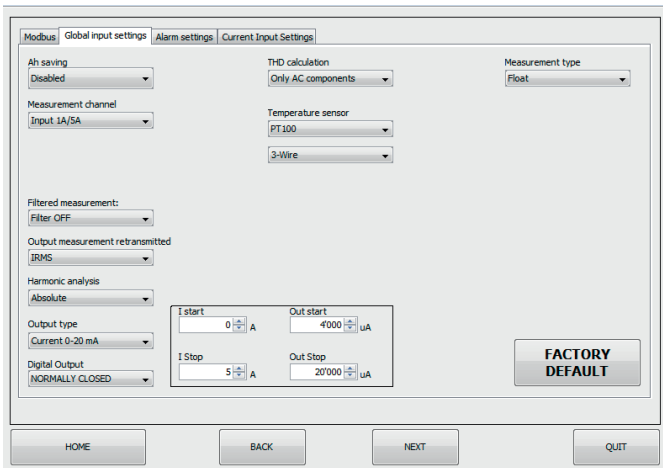 Modbus
Global input settings
Alarm settings
Current Input Settings
Ah saving
Disabled
THD calculation
Only AC components
Measurement type
Float
Measurement channel
Input 1A/5A
Temperature sensor
PT100
3-Wire
Filtered measurement:
Filter OFF
Output measurement retransmitted
IRMS
Harmonic analysis
Absolute
Output type
Current 0-20 mA
Digital Output
NORMALLY CLOSED
I start
0 A
Out start
4'000 uA
I Stop
5 A
Out Stop
20'000 uA
FACTORY
DEFAULT
HOME
BACK
NEXT
QUIT